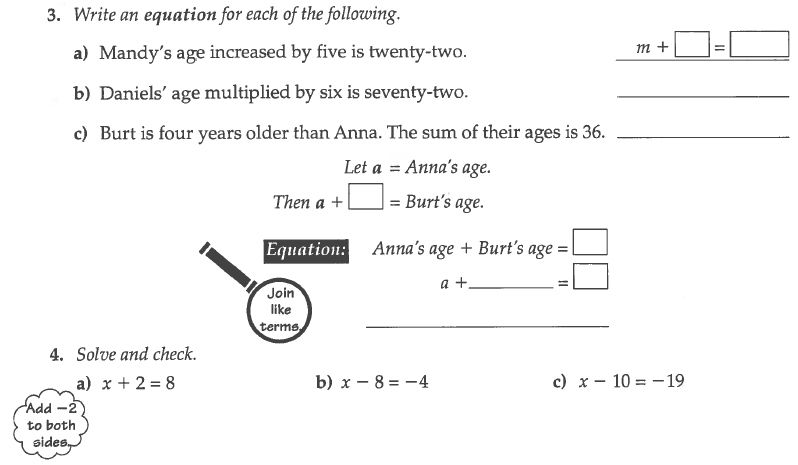 3. Write an equation for each of the following.
a) Mandy's age increased by five is twenty-two.
m + =
b) Daniels' age multiplied by six is seventy-two.
c) Burt is four years older than Anna. The sum of their ages is 36.
Let a = Anna's age.
Then a + = Burt's age.
Equation: Anna's age + Burt's age =
a + =
Join
like
terms.
4. Solve and check.
a) x + 2 = 8 b) x − 8 = −4 c) x − 10 = −19
Add −2
to both
sides.